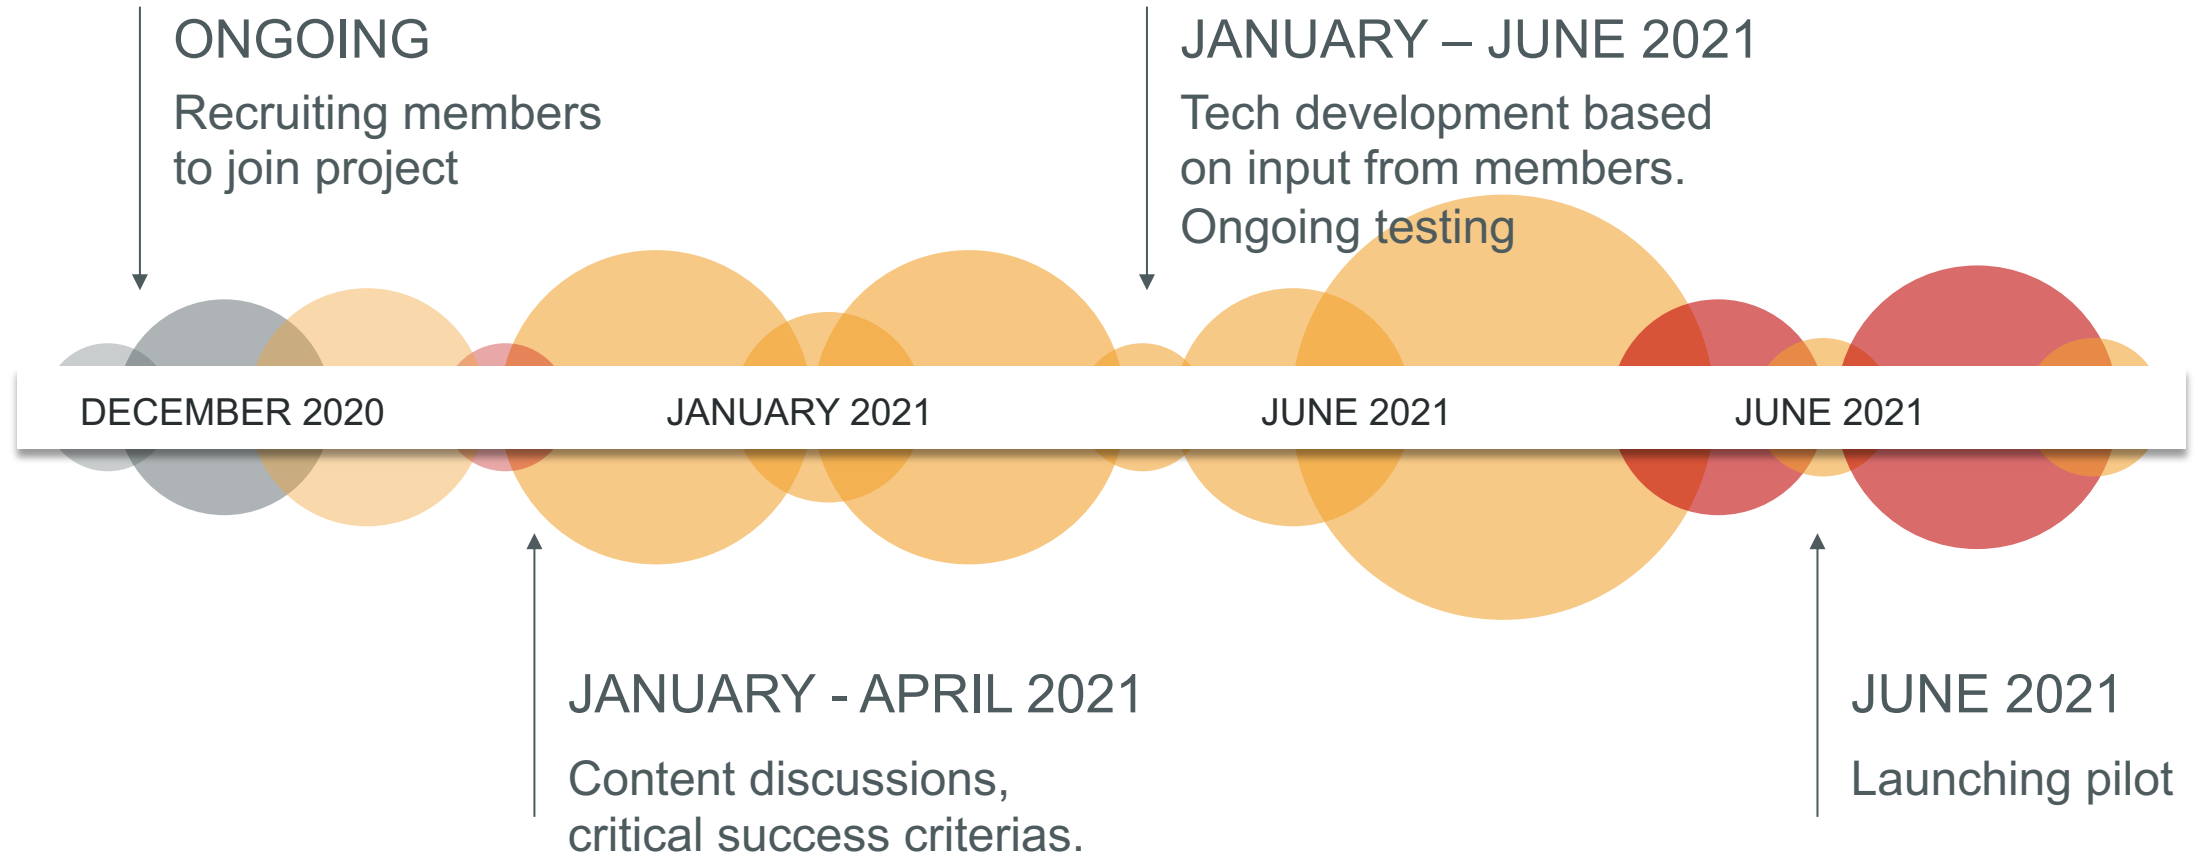 ONGOING
Recruiting members
to join project
JANUARY – JUNE 2021
Tech development based
on input from members.
Ongoing testing
DECEMBER 2020
JANUARY 2021
JUNE 2021
JUNE 2021
JANUARY - APRIL 2021
Content discussions,
critical success criterias.
JUNE 2021
Launching pilot